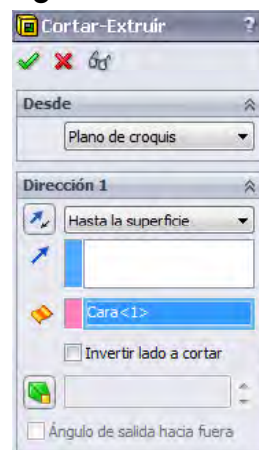 Cortar-Extruir ?
Desde
Plano de croquis
Dirección 1
Hasta la superficie
Cara<1>
Invertir lado a cortar
Ángulo de salida hacia fuera